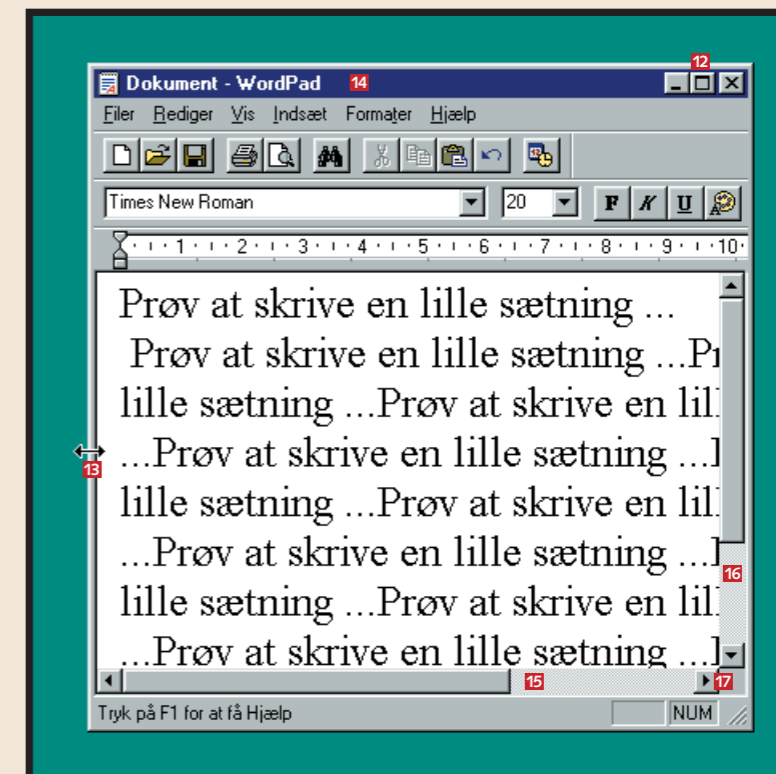 12
Dokument - WordPad 14
Filer Rediger Vis Indsæt Formater Hjælp
Times New Roman 20 F K U
1 2 3 4 5 6 7 8 9 10
Prøv at skrive en lille sætning ...
Prøv at skrive en lille sætning ...Pr
lille sætning ...Prøv at skrive en lil
...Prøv at skrive en lille sætning ...
13
lille sætning ...Prøv at skrive en lil
...Prøv at skrive en lille sætning ...
16
lille sætning ...Prøv at skrive en lil
...Prøv at skrive en lille sætning ...
15 17
Tryk på F1 for at få Hjælp NUM